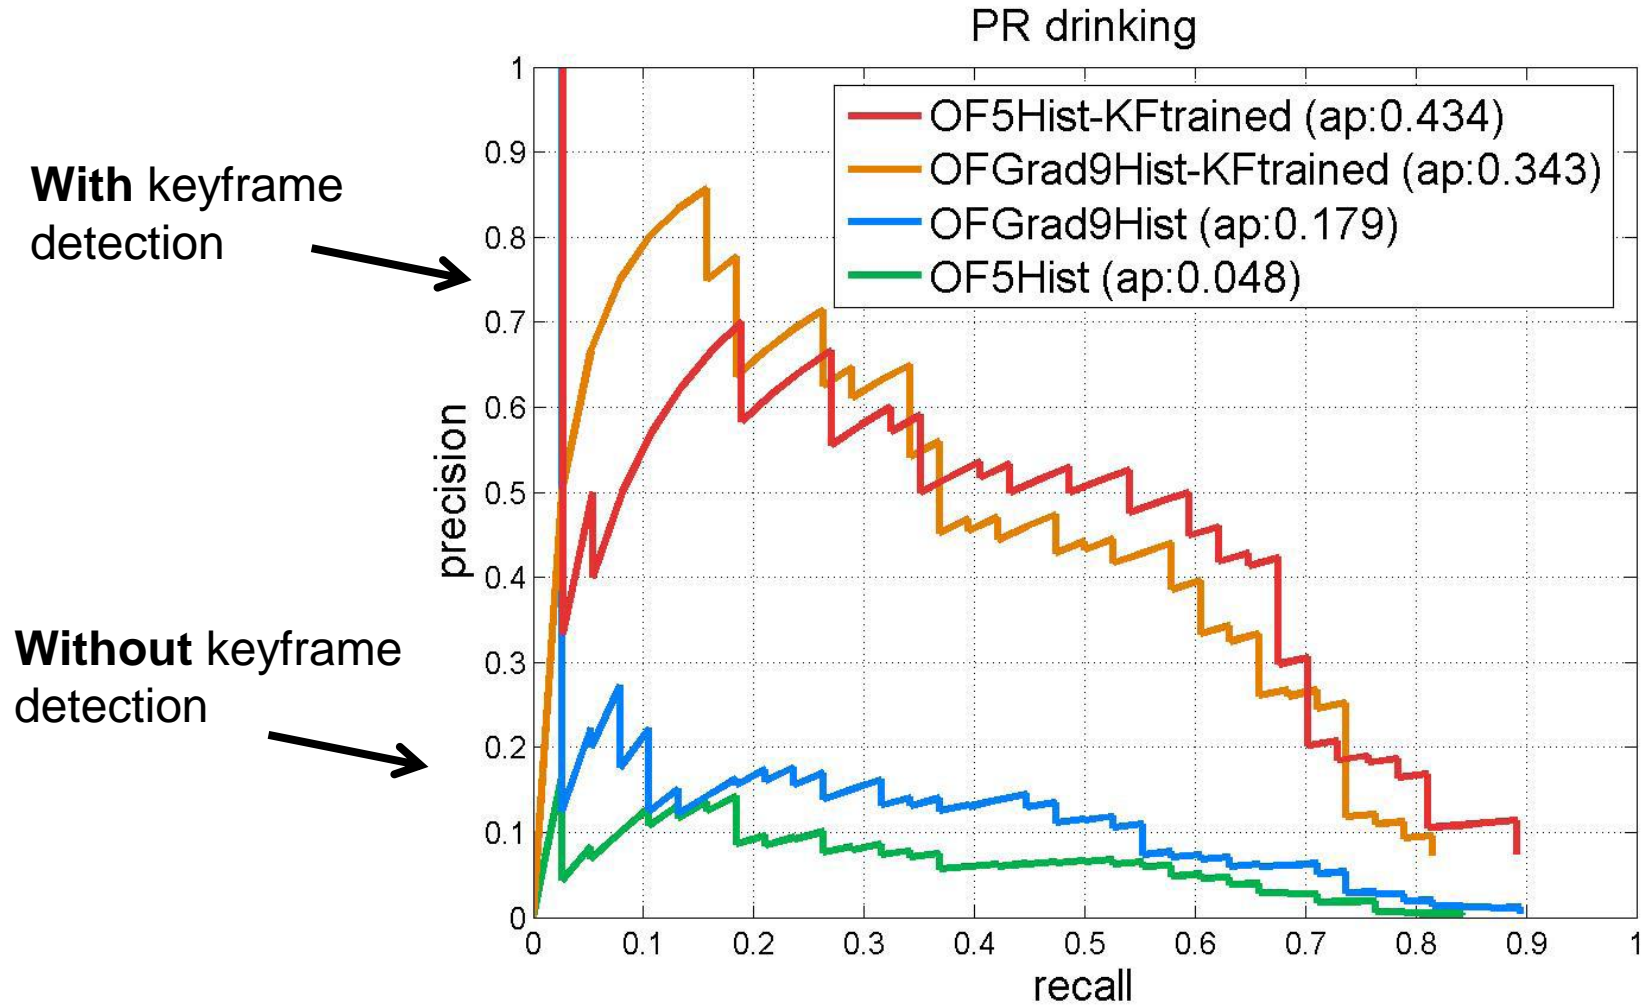 PR drinking
With keyframe
detection
Without keyframe
detection
precision
1
0.9
0.8
0.7
0.6
0.5
0.4
0.3
0.2
0.1
0
OF5Hist-KFtrained (ap:0.434)
OFGrad9Hist-KFtrained (ap:0.343)
OFGrad9Hist (ap:0.179)
OF5Hist (ap:0.048)
0 0.1 0.2 0.3 0.4 0.5 0.6 0.7 0.8 0.9 1
recall